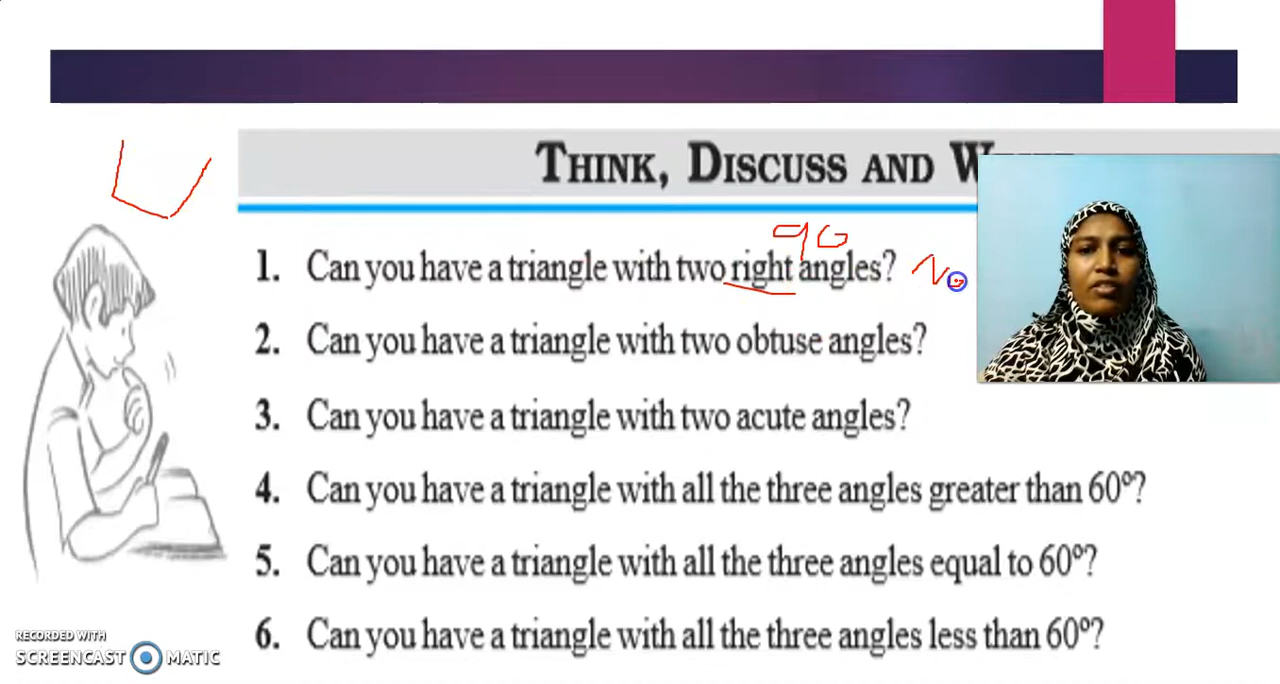 THINK, DISCUSS AND
90
1. Can you have a triangle with two right angles? No
2. Can you have a triangle with two obtuse angles?
3. Can you have a triangle with two acute angles?
4. Can you have a triangle with all the three angles greater than 60º?
5. Can you have a triangle with all the three angles equal to 60º?
6. Can you have a triangle with all the three angles less than 60º?
RECORDED WITH
SCREENCAST MATIC